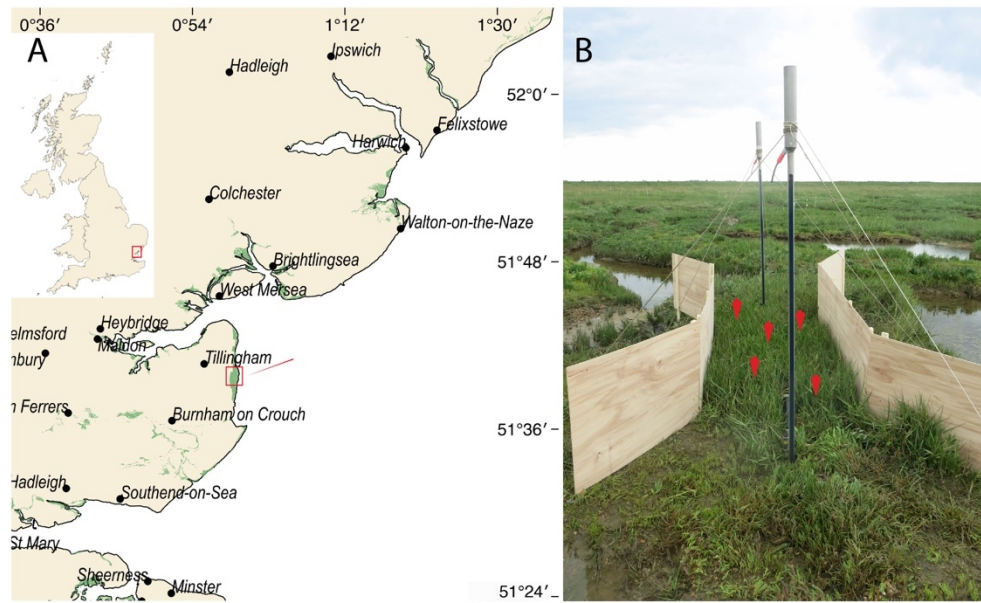 0°36′ 0°54′ 1°12′ 1°30′
A
B
Ipswich
Hadleigh
52°0′
Felixstowe
Harwich
Colchester
Walton-on-the-Naze
Brightlingsea
51°48′
West Mersea
Heybridge
elmsford
Maldon
nbury
Tillingham
n Ferrers
Burnham on Crouch
51°36′
Hadleigh
Southend-on-Sea
St Mary
Sheerness
Minster
51°24′